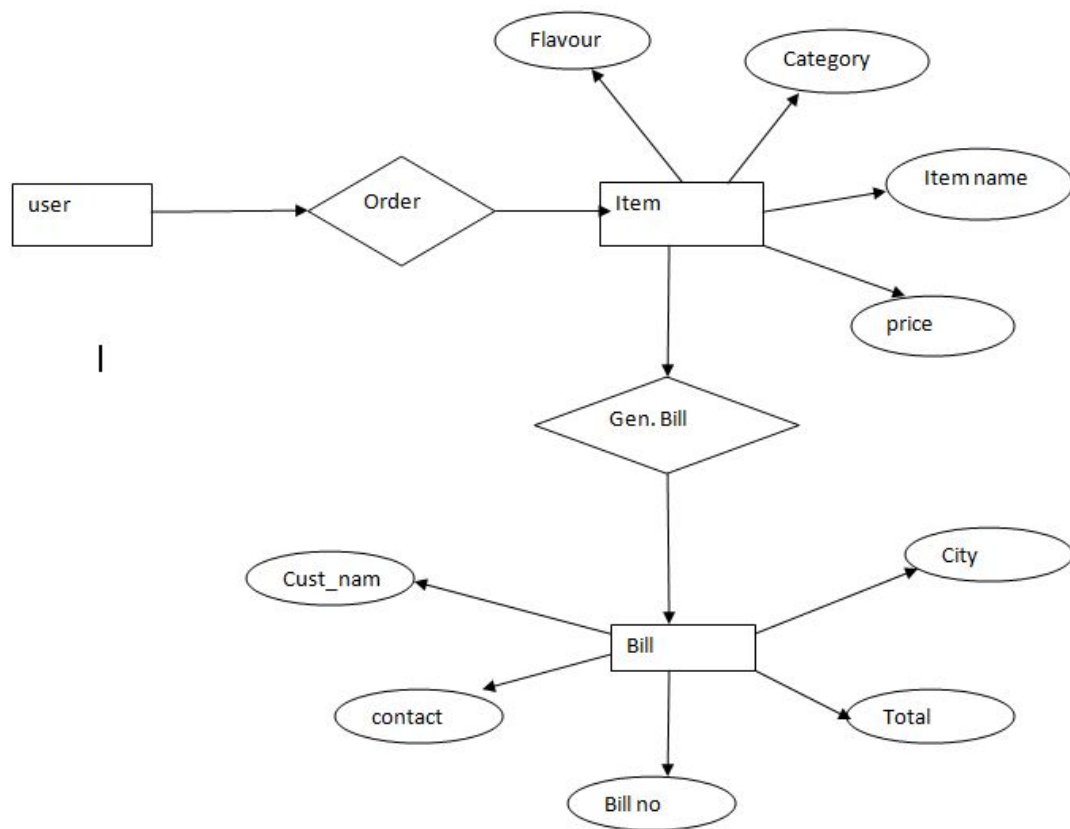 Flavour
Category
Item name
user
Order
Item
price
Gen. Bill
City
Cust_nam
Bill
contact
Total
Bill no